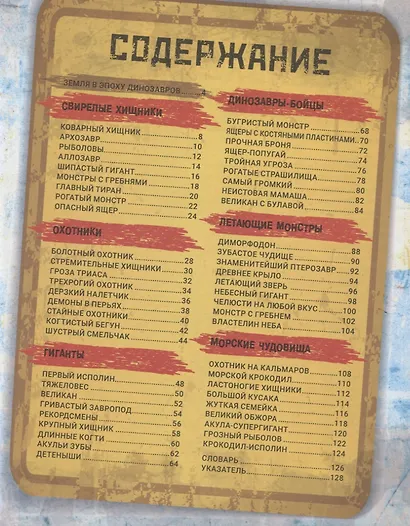 СОДЕРЖАНИЕ
ЗЕМЛЯ В ЭПОХУ ДИНОЗАВРОВ 4
СВИРЕПЫЕ ХИЩНИКИ
КОВАРНЫЙ ХИЩНИК 8
АРХОЗАВР 10
РЫБОЛОВЫ 12
АЛЛОЗАВР 14
ШИПАСТЫЙ ГИГАНТ 16
МОНСТРЫ С ГРЕБНЯМИ 18
ГЛАВНЫЙ ТИРАН 20
РОГАТЫЙ МОНСТР 22
ОПАСНЫЙ ЯЩЕР 24
ОХОТНИКИ
БОЛОТНЫЙ ОХОТНИК 28
СТРЕМИТЕЛЬНЫЕ ХИЩНИКИ 30
ГРОЗА ТРИАСА 32
ТРЕХРОГИЙ ОХОТНИК 34
ДЕРЗКИЙ НАЛЕТЧИК 36
ДЕМОНЫ В ПЕРЬЯХ 38
СТАЙНЫЕ ОХОТНИКИ 40
КОГТИСТЫЙ БЕГУН 42
ШУСТРЫЙ СМЕЛЬЧАК 44
ГИГАНТЫ
ПЕРВЫЙ ИСПОЛИН 48
ТЯЖЕЛОВЕС 50
ВЕЛИКАН 52
ГРИВАСТЫЙ ЗАВРОПОД 54
РЕКОРДСМЕНЫ 56
КРУПНЫЙ ХИЩНИК 58
ДЛИННЫЕ КОГТИ 60
АКУЛЬИ ЗУБЫ 62
ДЕТЕНЫШИ 64
ДИНОЗАВРЫ-БОЙЦЫ
БУГРИСТЫЙ МОНСТР 68
ЯЩЕРЫ С КОСТЯНЫМИ ПЛАСТИНАМИ 70
ПРОЧНАЯ БРОНЯ 72
ЯЩЕР-ПОПУГАЙ 74
ТРОЙНАЯ УГРОЗА 76
РОГАТЫЕ СТРАШИЛИЩА 78
САМЫЙ ГРОМКИЙ 80
НЕИСТОВАЯ МАМАША 82
ВЕЛИКАН С БУЛАВОЙ 84
ЛЕТАЮЩИЕ МОНСТРЫ
ДИМОРФОДОН 88
ЗУБАСТОЕ ЧУДИЩЕ 90
ЗНАМЕНИТЕЙШИЙ ПТЕРОЗАВР 92
ДРЕВНЕЕ КРЫЛО 94
ЛЕТАЮЩИЙ ЗВЕРЬ 96
НЕБЕСНЫЙ ГИГАНТ 98
ЧЕЛЮСТИ НА ЛЮБОЙ ВКУС 100
МОНСТР С ГРЕБНЕМ 102
ВЛАСТЕЛИН НЕБА 104
МОРСКИЕ ЧУДОВИЩА
ОХОТНИК НА КАЛЬМАРОВ 108
МОРСКОЙ КРОКОДИЛ 110
ЛАСТОНОГИЕ ХИЩНИКИ 112
БОЛЬШОЙ КУСАКА 114
ЖУТКАЯ СЕМЕЙКА 116
ВЕЛИКИЙ ОБЖОРА 118
АКУЛА-СУПЕРГИГАНТ 120
ГРОЗНЫЙ РЫБОЛОВ 122
КРОКОДИЛ-ИСПОЛИН 124
СЛОВАРЬ 126
УКАЗАТЕЛЬ 128